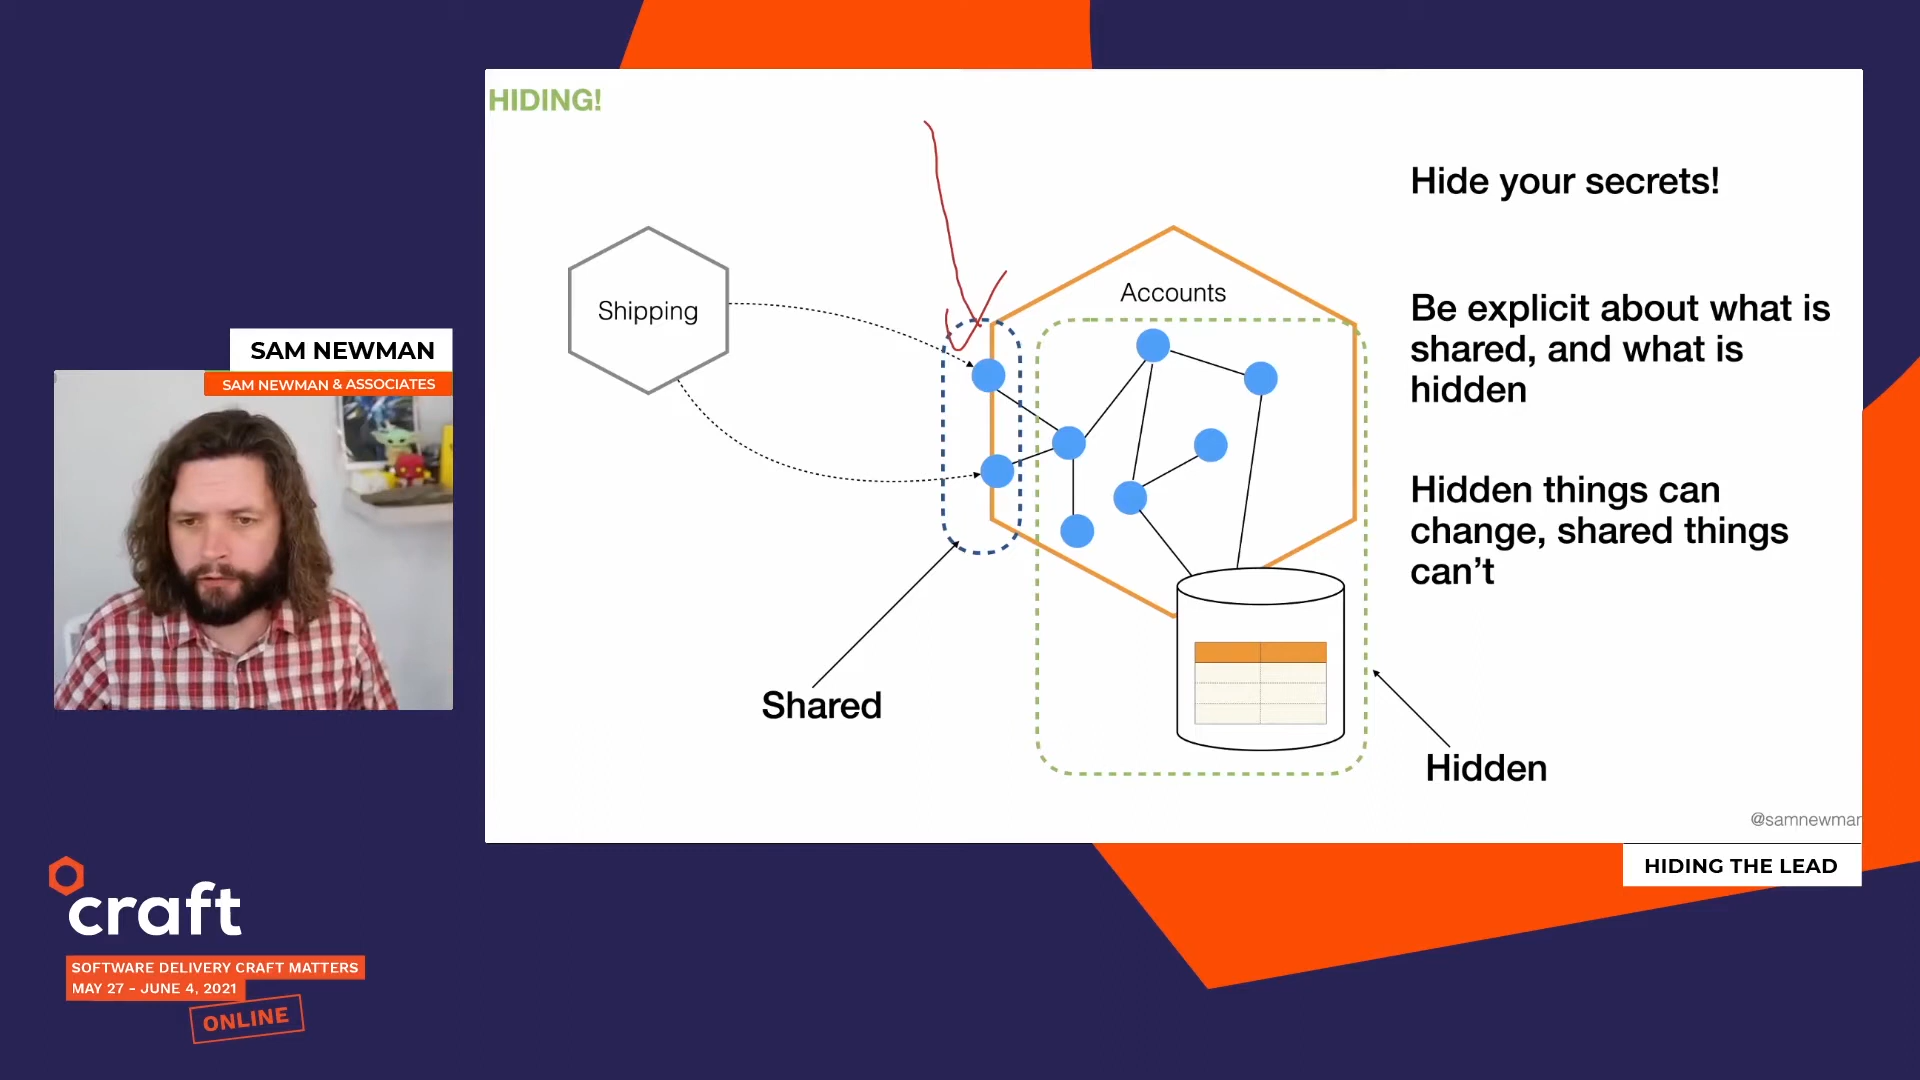 HIDING!
Hide your secrets!
Shipping
Accounts
Be explicit about what is
shared, and what is
hidden
Hidden things can
change, shared things
can’t
Shared
Hidden
@samnewman
SAM NEWMAN
SAM NEWMAN & ASSOCIATES
HIDING THE LEAD
craft
SOFTWARE DELIVERY CRAFT MATTERS
MAY 27 - JUNE 4, 2021
ONLINE